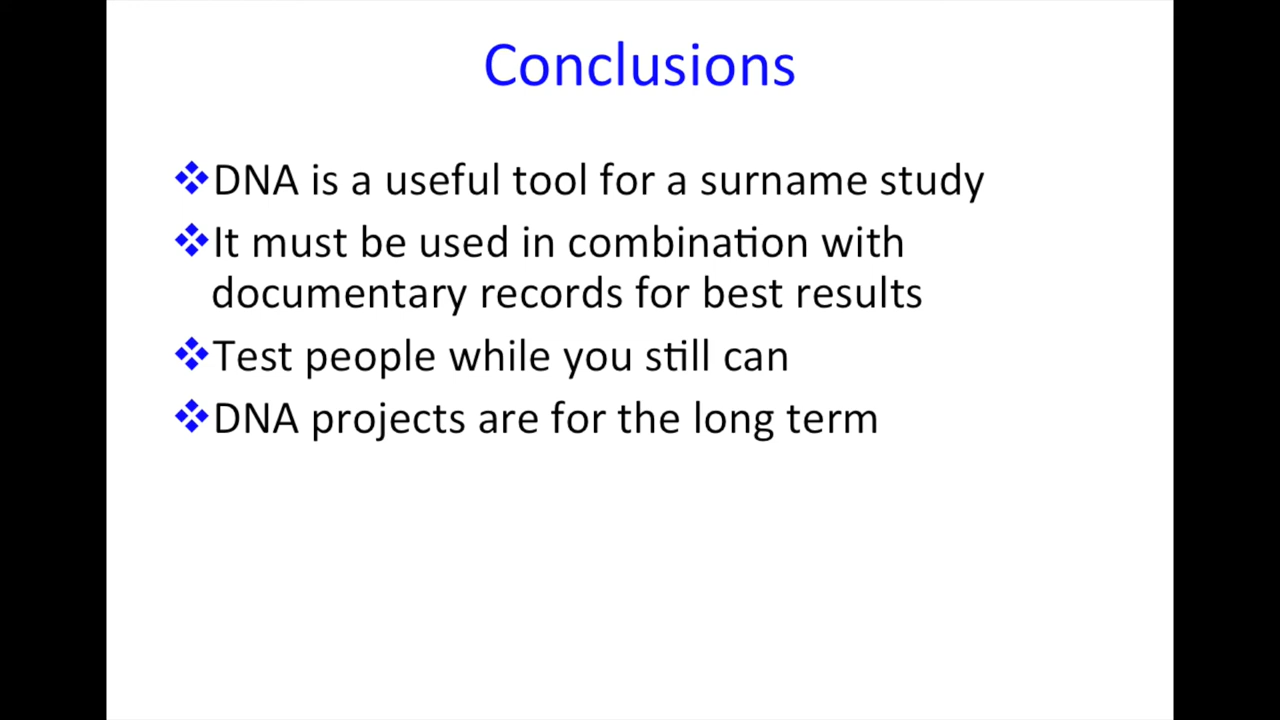 Conclusions
❖DNA is a useful tool for a surname study
❖It must be used in combination with
documentary records for best results
❖Test people while you still can
❖DNA projects are for the long term